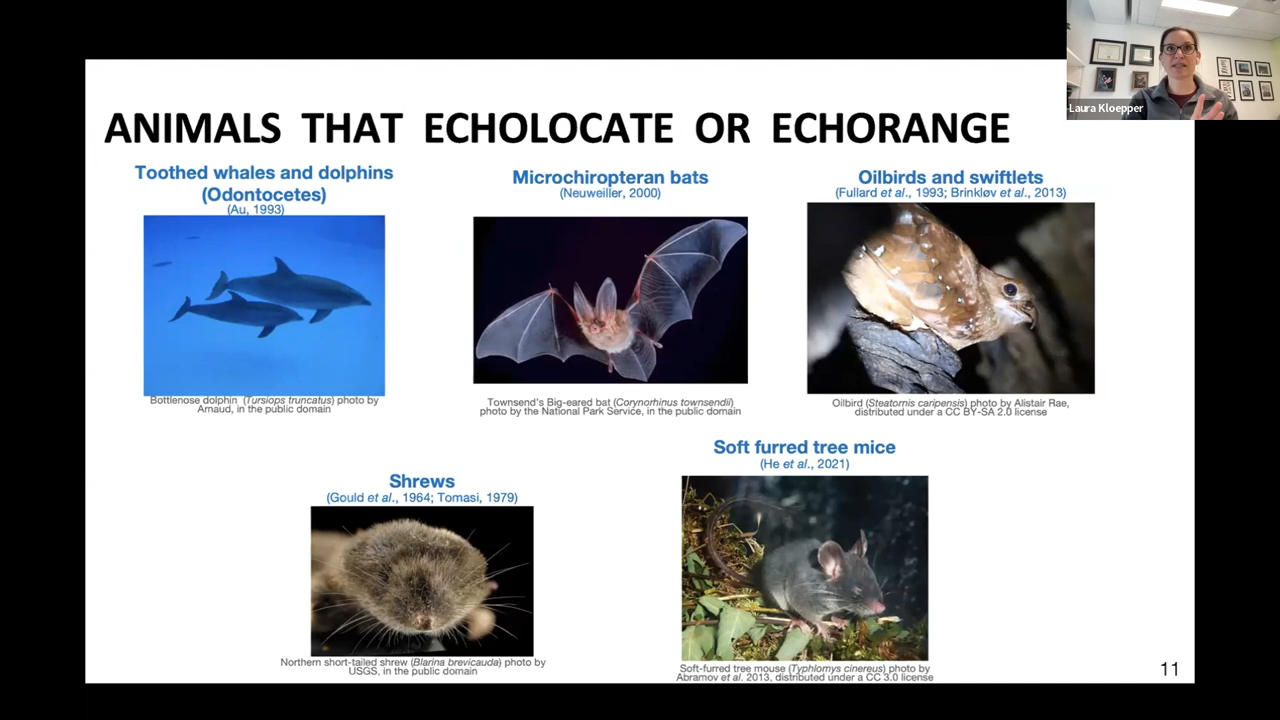 Laura Kloepper
ANIMALS THAT ECHOLOCATE OR ECHORANGE
Toothed whales and dolphins
(Odontocetes)
(Au, 1993)
Bottlenose dolphin (Tursiops truncatus) photo by
Arnaud, in the public domain
Microchiropteran bats
(Neuweiller, 2000)
Townsend's Big-eared bat (Corynorhinus townsendii)
photo by the National Park Service, in the public domain
Oilbirds and swiftlets
(Fullard et al., 1993; Brinkløv et al., 2013)
Oilbird (Steatornis caripensis) photo by Alistair Rae,
distributed under a CC BY-SA 2.0 license
Shrews
(Gould et al., 1964; Tomasi, 1979)
Northern short-tailed shrew (Blarina brevicauda) photo by
USGS, in the public domain
Soft furred tree mice
(He et al., 2021)
Soft-furred tree mouse (Typhlomys cinereus) photo by
Abramov et al. 2013, distributed under a CC 3.0 license
11